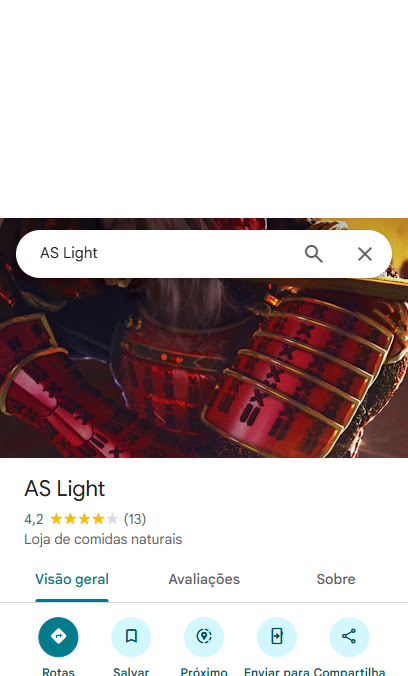 AS Light
AS Light
4,2 (13)
Loja de comidas naturais
Visão geral Avaliações Sobre
Rotas Salvar Próximo Enviar para Compartilha